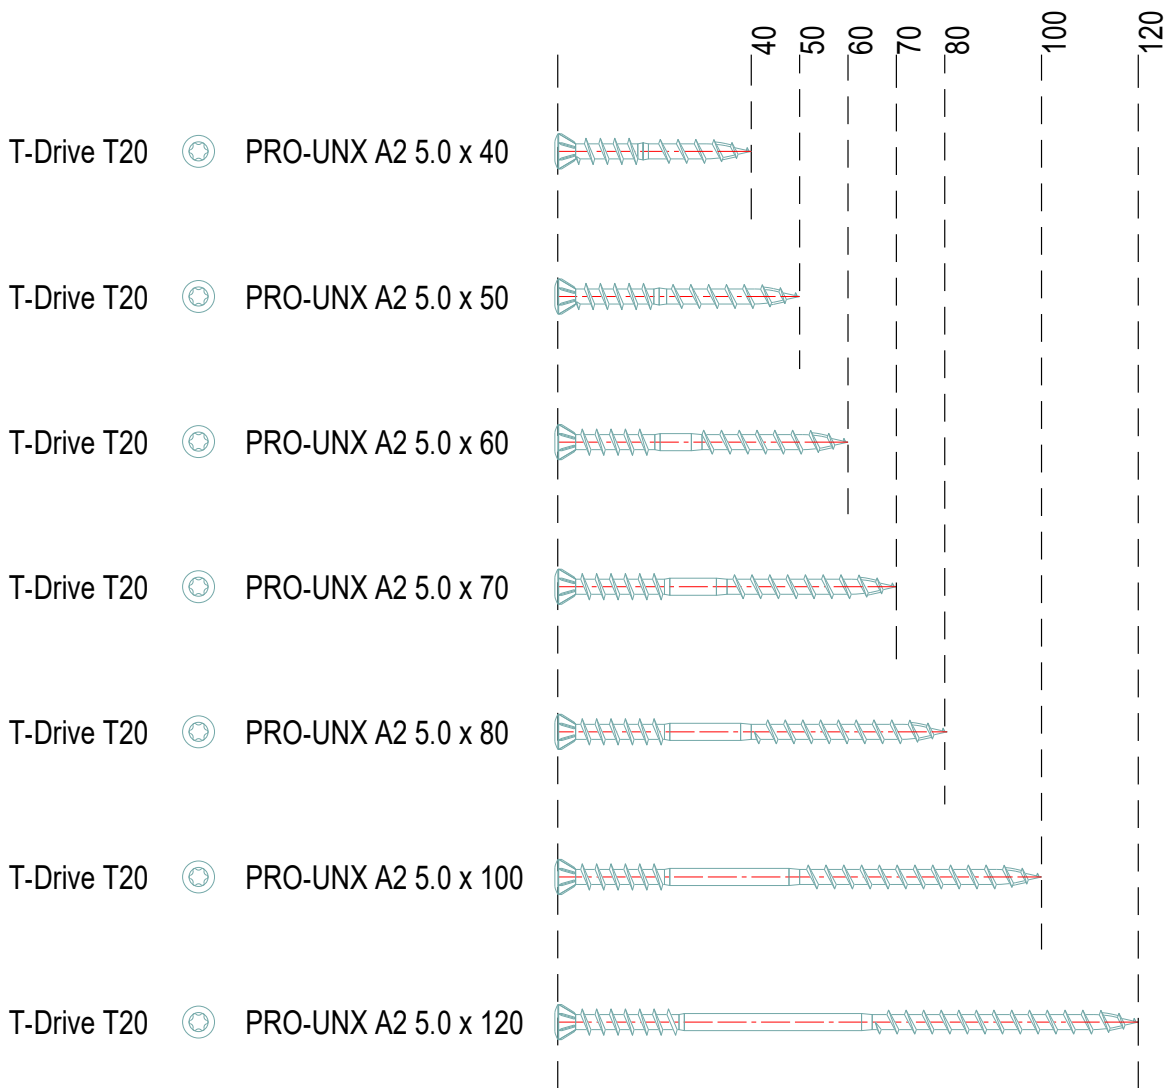 40 50 60 70 80 100 120
T-Drive T20 PRO-UNX A2 5.0 x 40
T-Drive T20 PRO-UNX A2 5.0 x 50
T-Drive T20 PRO-UNX A2 5.0 x 60
T-Drive T20 PRO-UNX A2 5.0 x 70
T-Drive T20 PRO-UNX A2 5.0 x 80
T-Drive T20 PRO-UNX A2 5.0 x 100
T-Drive T20 PRO-UNX A2 5.0 x 120